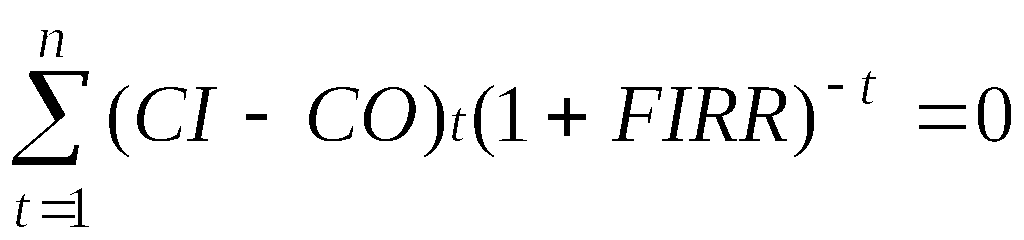 n
∑ (CI - CO)t(1 + FIRR)^{- t} =0
t=1